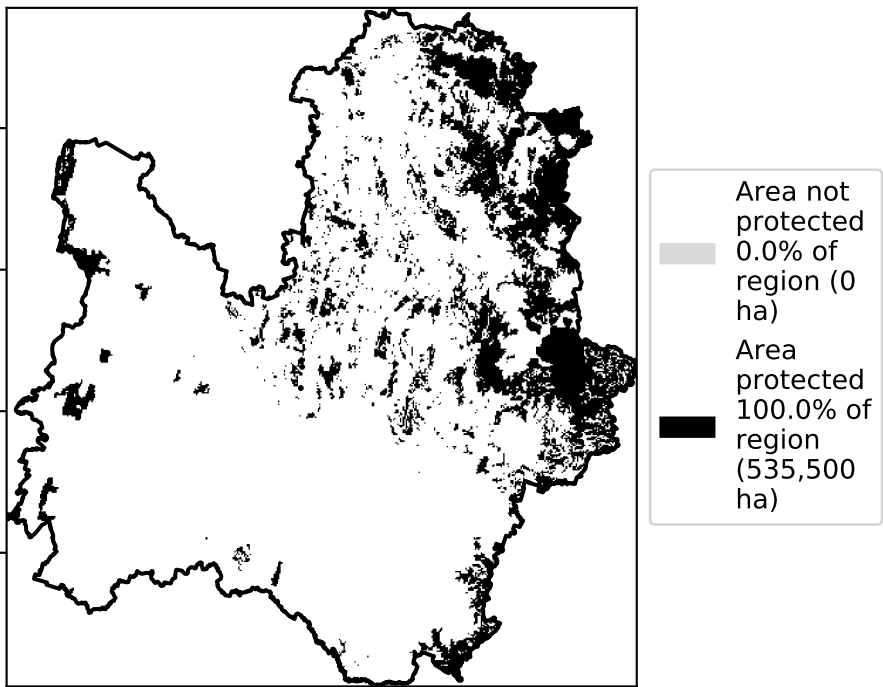 Area not
protected
0.0% of
region (0
ha)
Area
protected
100.0% of
region
(535,500
ha)